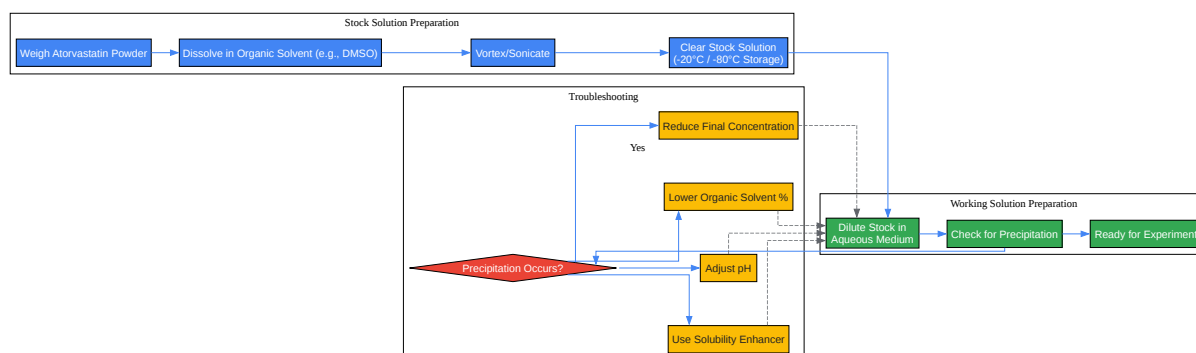 Stock Solution Preparation
Weigh Atorvastatin Powder
Dissolve in Organic Solvent (e.g., DMSO)
Vortex/Sonicate
Clear Stock Solution
(-20°C / -80°C Storage)
Troubleshooting
Reduce Final Concentration
Yes
Lower Organic Solvent %
Working Solution Preparation
Dilute Stock in
Aqueous Medium
Check for Precipitation
Ready for Experiment
Precipitation Occurs?
Adjust pH
Use Solubility Enhancer